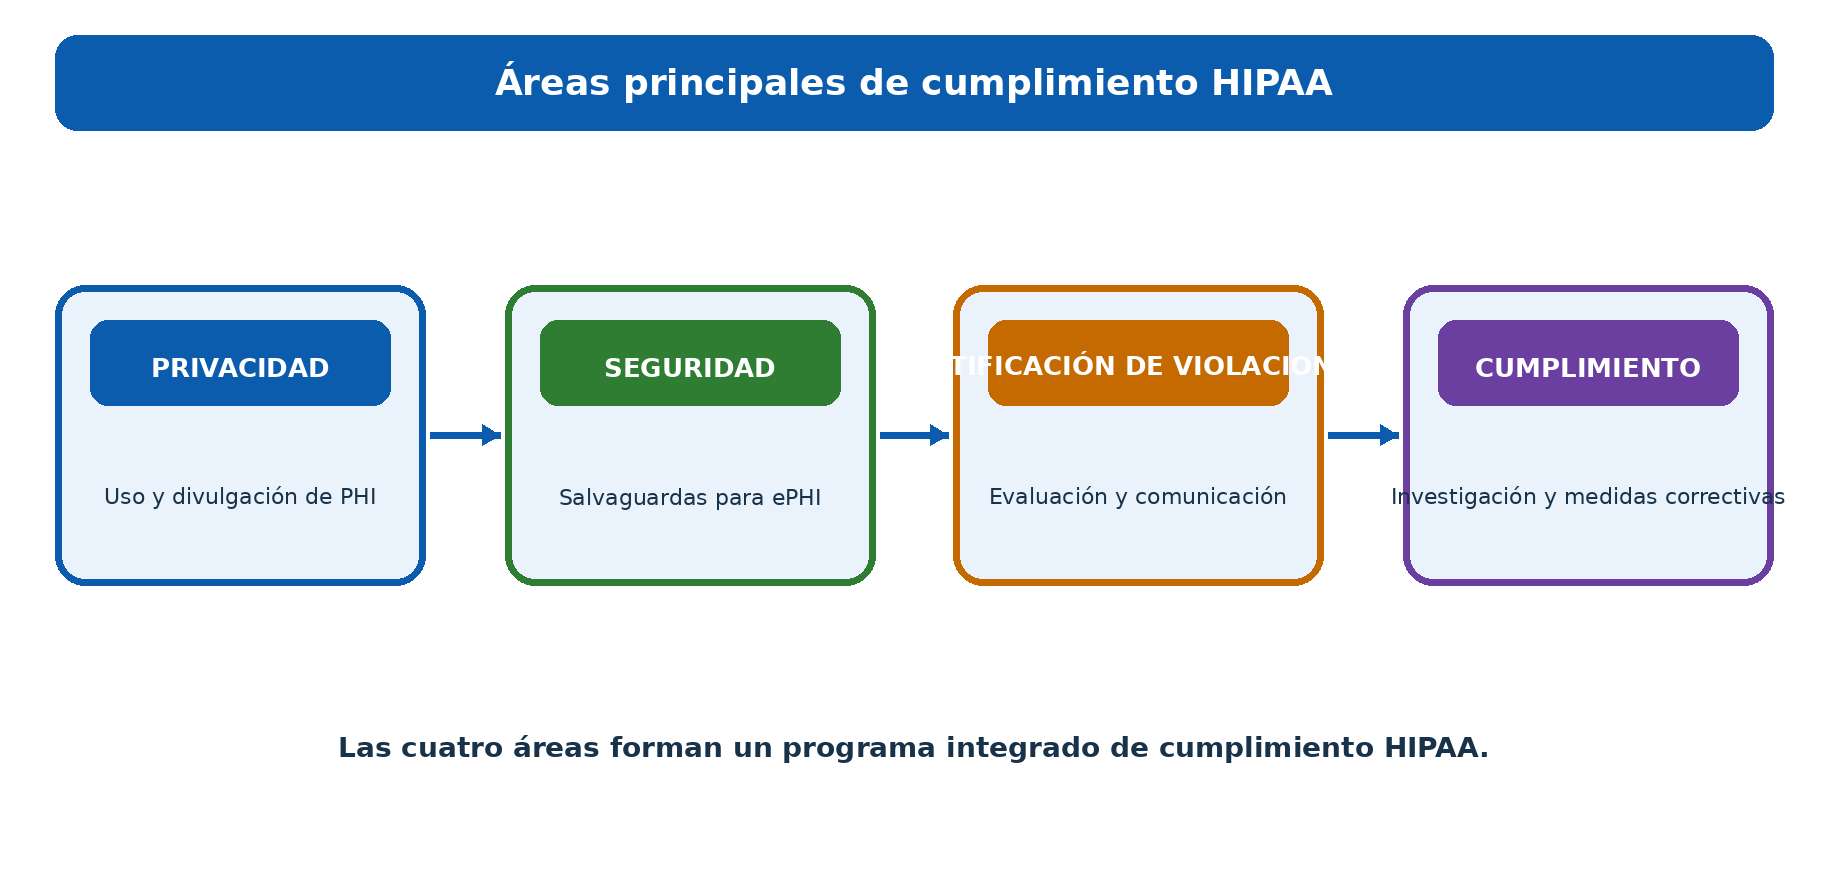 Áreas principales de cumplimiento HIPAA
PRIVACIDAD
Uso y divulgación de PHI
SEGURIDAD
Salvaguardas para ePHI
TIFICACIÓN DE VIOLACION
Evaluación y comunicación
CUMPLIMIENTO
Investigación y medidas correctivas
Las cuatro áreas forman un programa integrado de cumplimiento HIPAA.